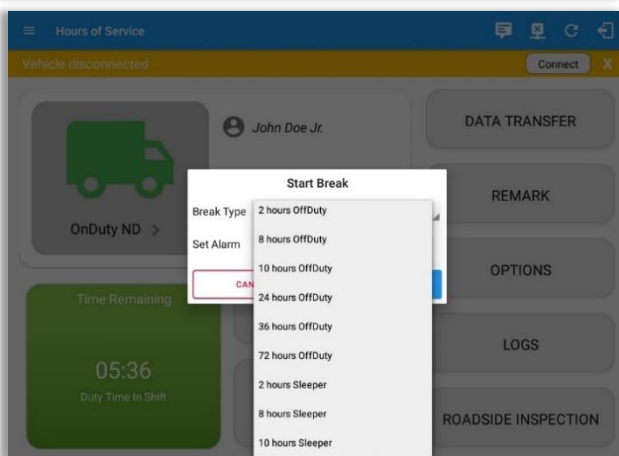 Hours of Service
Vehicle disconnected
Connect X
John Doe Jr.
OnDuty ND >
DATA TRANSFER
REMARK
OPTIONS
LOGS
ROADSIDE INSPECTION
Time Remaining
05:36
Duty Time In Shift
Start Break
Break Type
Set Alarm
CAN
2 hours OffDuty
8 hours OffDuty
10 hours OffDuty
24 hours OffDuty
36 hours OffDuty
72 hours OffDuty
2 hours Sleeper
8 hours Sleeper
10 hours Sleeper